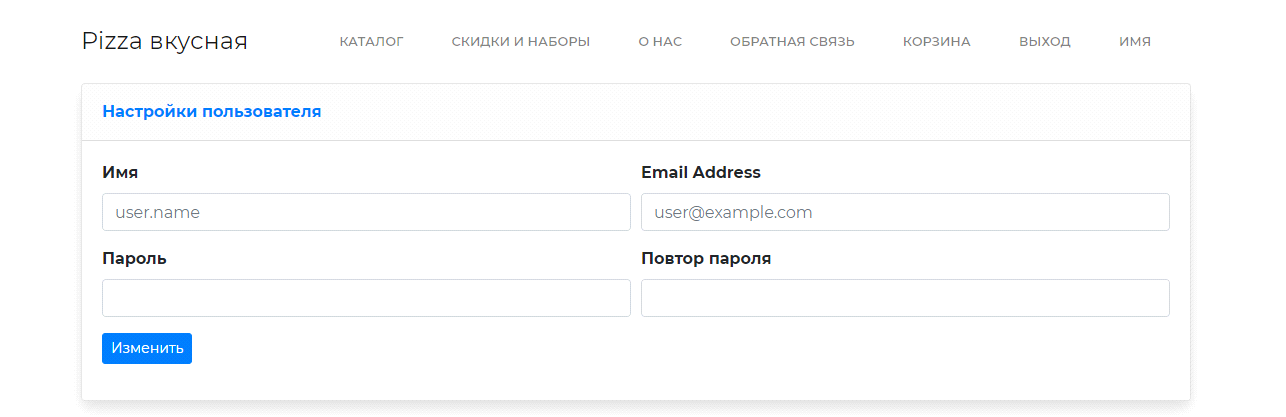 Pizza вкусная КАТАЛОГ СКИДКИ И НАБОРЫ О НАС ОБРАТНАЯ СВЯЗЬ КОРЗИНА ВЫХОД ИМЯ
Настройки пользователя
Имя Email Address
user.name user@example.com
Пароль Повтор пароля
Изменить